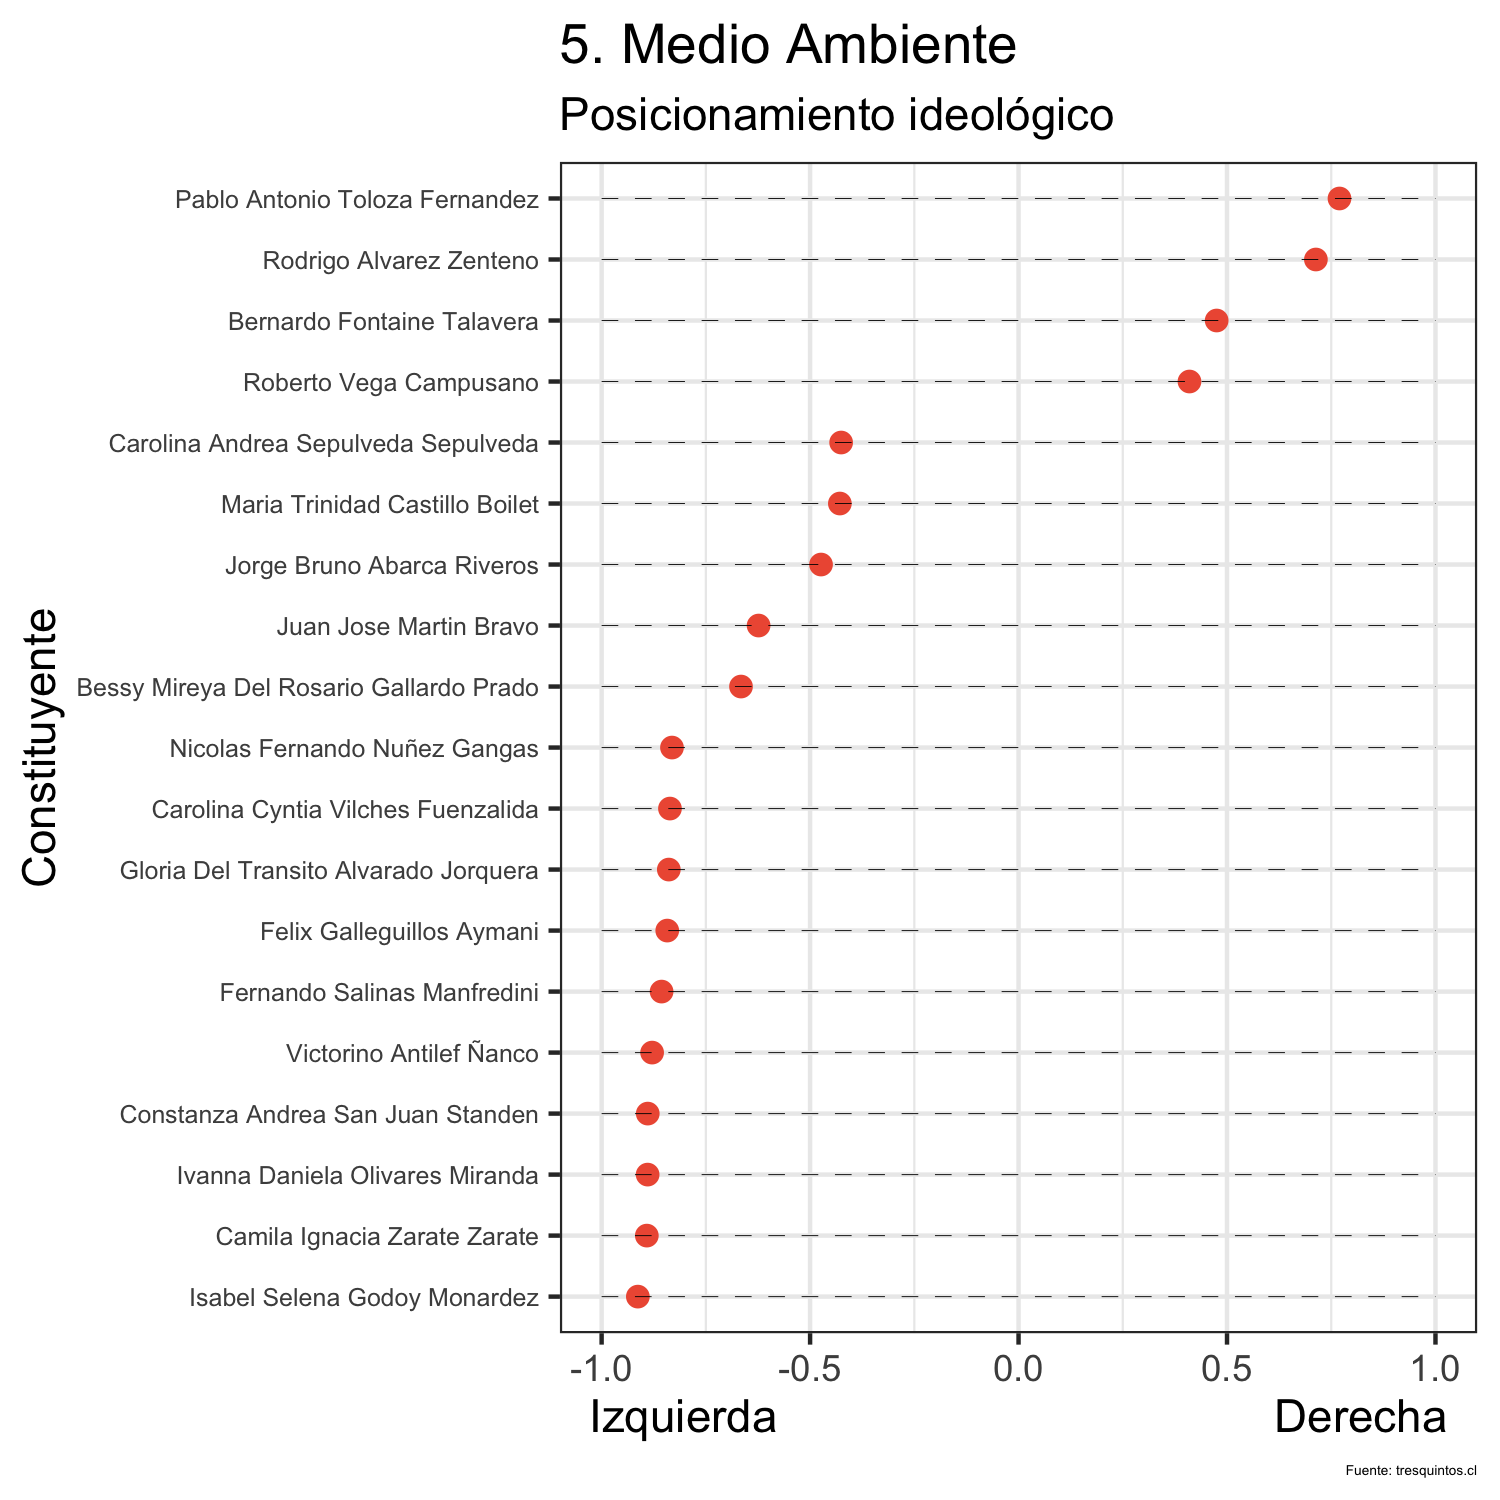 5. Medio Ambiente
Posicionamiento ideológico
Constituyente
Pablo Antonio Toloza Fernandez
Rodrigo Alvarez Zenteno
Bernardo Fontaine Talavera
Roberto Vega Campusano
Carolina Andrea Sepulveda Sepulveda
Maria Trinidad Castillo Boilet
Jorge Bruno Abarca Riveros
Juan Jose Martin Bravo
Bessy Mireya Del Rosario Gallardo Prado
Nicolas Fernando Nuñez Gangas
Carolina Cyntia Vilches Fuenzalida
Gloria Del Transito Alvarado Jorquera
Felix Galleguillos Aymani
Fernando Salinas Manfredini
Victorino Antilef Ñanco
Constanza Andrea San Juan Standen
Ivanna Daniela Olivares Miranda
Camila Ignacia Zarate Zarate
Isabel Selena Godoy Monardez
-1.0 -0.5 0.0 0.5 1.0
Izquierda Derecha
Fuente: tresquintos.cl